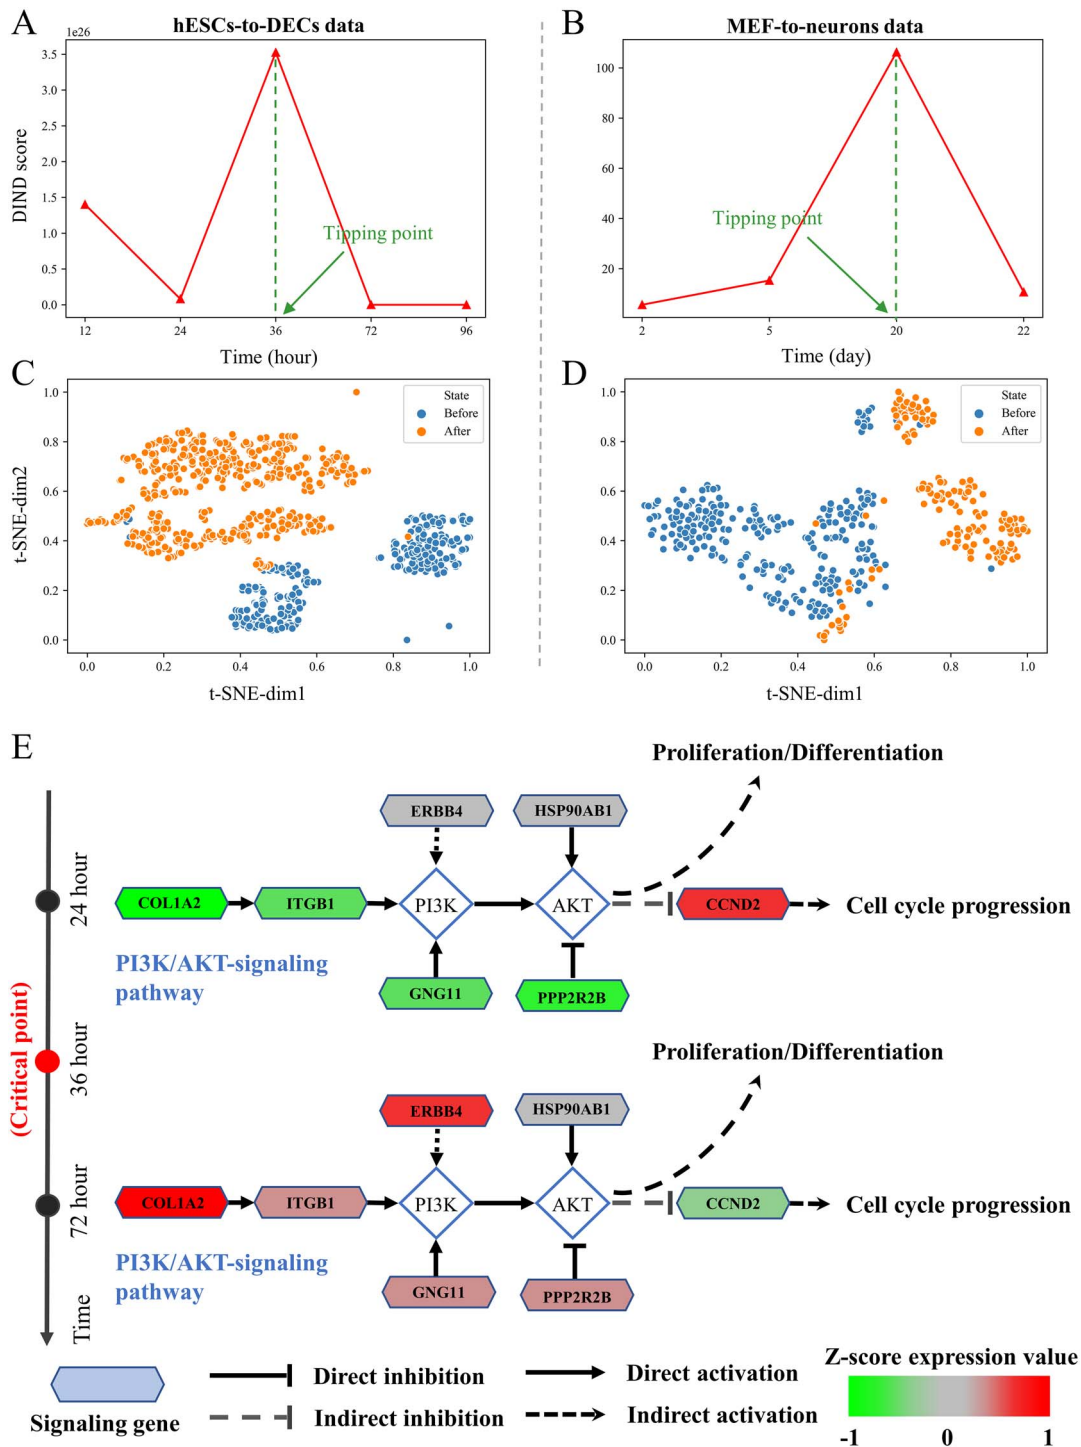 A
hESCs-to-DECs data
1e26
3.5
3.0
2.5
2.0
1.5
1.0
0.5
0.0
DIND score
Tipping point
12 24 36 72 96
Time (hour)
B
MEF-to-neurons data
100
80
60
40
20
Tipping point
2 5 20 22
Time (day)
C
1.0
0.8
0.6
0.4
0.2
0.0
t-SNE-dim2
State
Before
After
0.0 0.2 0.4 0.6 0.8 1.0
t-SNE-dim1
D
1.0
0.8
0.6
0.4
0.2
0.0
State
Before
After
0.0 0.2 0.4 0.6 0.8 1.0
t-SNE-dim1
E
Proliferation/Differentiation
ERBB4 HSP90AB1
24 hour
COL1A2 ITGB1 PI3K AKT CCND2 Cell cycle progression
PI3K/AKT-signaling
pathway
GNG11 PPP2R2B
(Critical point)
36 hour
Proliferation/Differentiation
ERBB4 HSP90AB1
72 hour
COL1A2 ITGB1 PI3K AKT CCND2 Cell cycle progression
PI3K/AKT-signaling
pathway
GNG11 PPP2R2B
Time
Signaling gene
Direct inhibition
Indirect inhibition
Direct activation
Indirect activation
Z-score expression value
-1 0 1